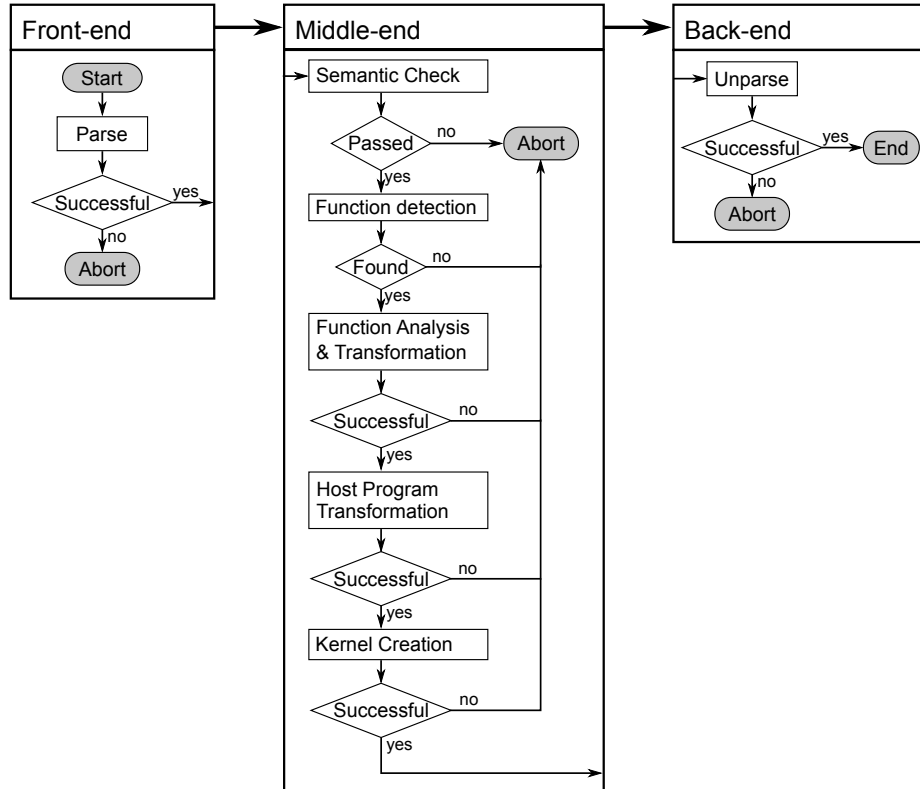 Front-end
Start
Parse
Successful
yes
no
Abort
Middle-end
Semantic Check
Passed
no
Abort
yes
Function detection
Found
no
yes
Function Analysis
& Transformation
Successful
no
yes
Host Program
Transformation
Successful
no
yes
Kernel Creation
Successful
no
yes
Back-end
Unparse
Successful
yes
End
no
Abort